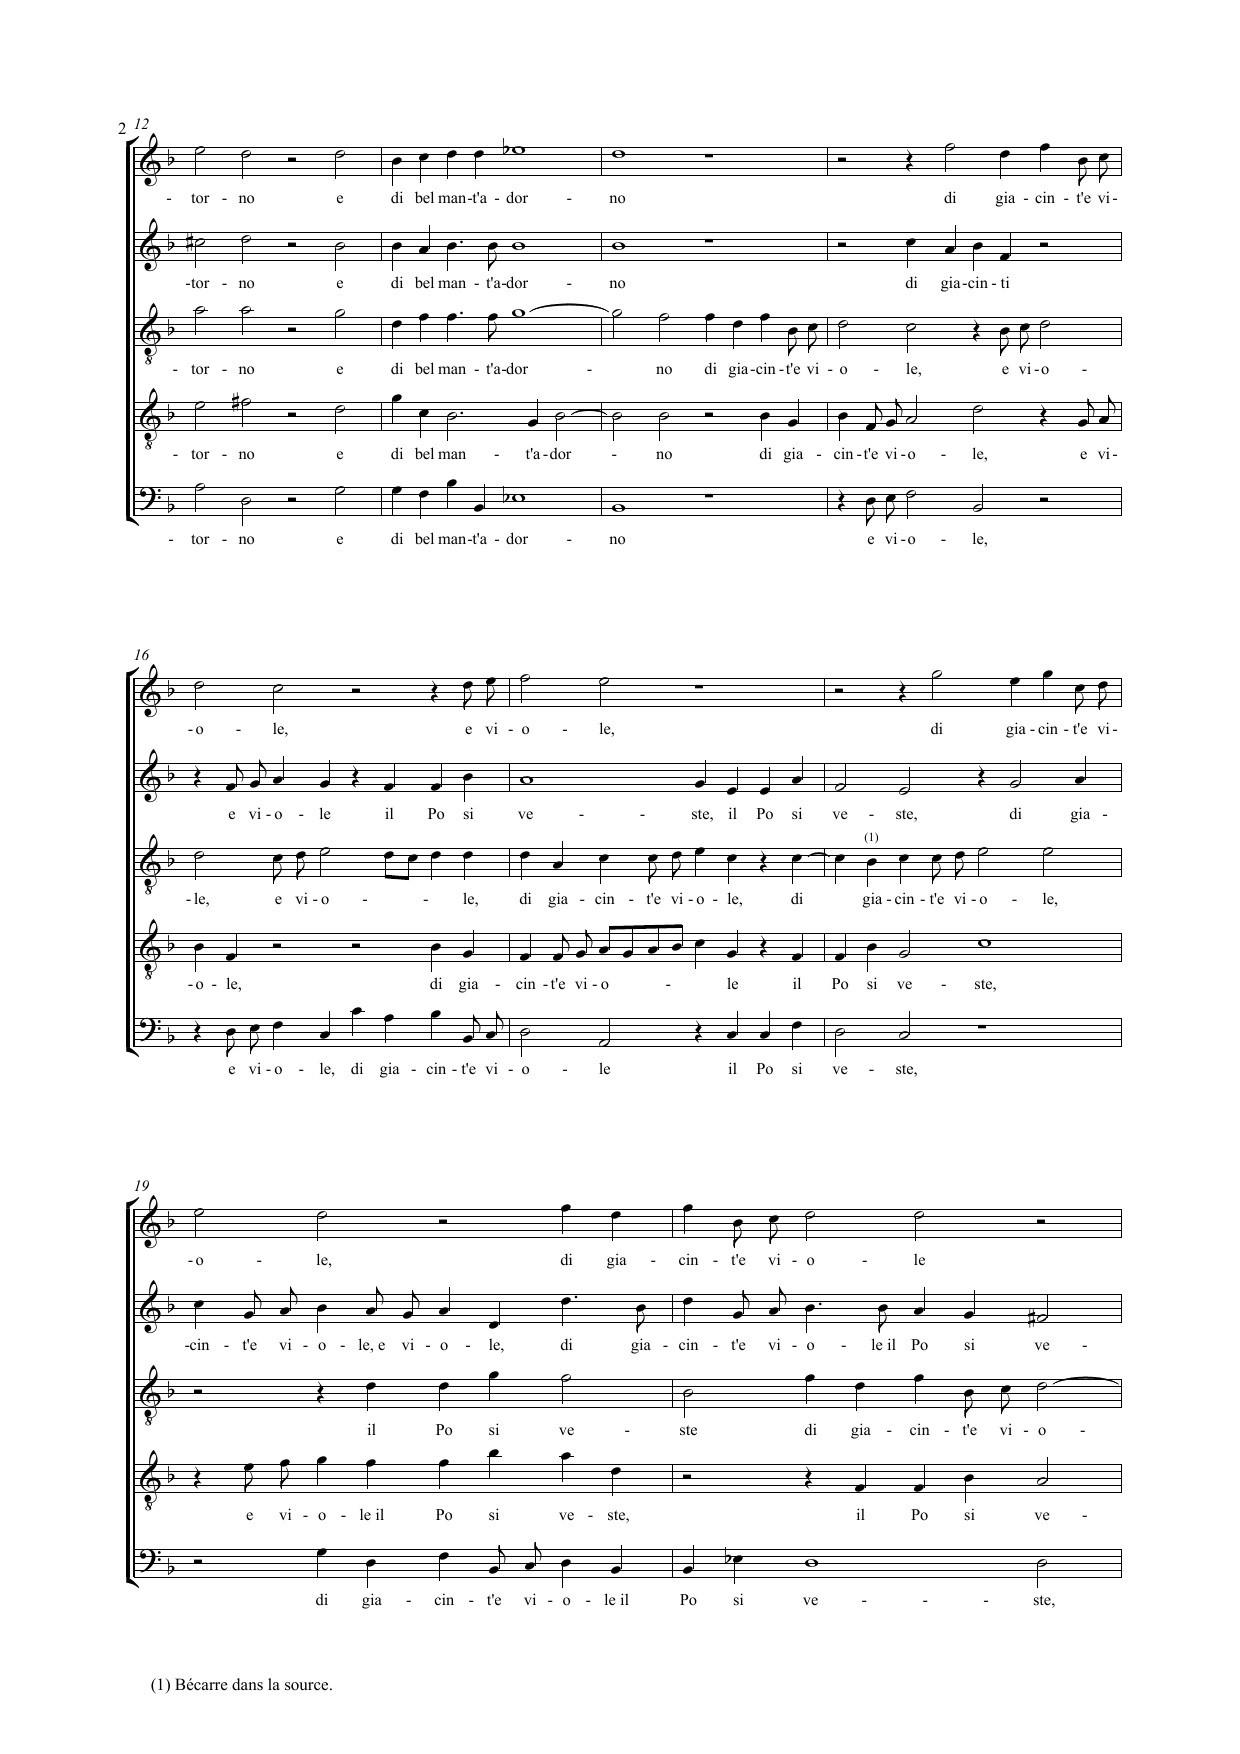 2 12
- tor - no e di bel man-t'a - dor - no di gia - cin - t'e vi -
-tor - no e di bel man - t'a-dor - no di gia-cin - ti
- tor - no e di bel man - t'a-dor - no di gia-cin-t'e vi - o - le, e vi-o -
8
- tor - no e di bel man - t'a-dor - no di gia - cin-t'e vi-o - le, e vi-
8
- tor - no e di bel man-t'a - dor - no e vi-o - le,
16
-o - le, e vi - o - le, di gia - cin - t'e vi-
e vi-o - le il Po si ve - - ste, il Po si ve - ste, di gia -
(1)
8
-le, e vi-o - - le, di gia - cin - t'e vi-o - le, di gia-cin-t'e vi-o - le,
8
-o - le, di gia - cin -t'e vi-o - le il Po si ve - ste,
e vi-o - le, di gia - cin - t'e vi - o - le il Po si ve - ste,
19
-o - le, di gia - cin - t'e vi - o - le
-cin - t'e vi - o - le, e vi - o - le, di gia - cin - t'e vi - o - le il Po si ve -
8
il Po si ve - ste di gia - cin - t'e vi - o -
8
e vi - o - le il Po si ve - ste, il Po si ve -
di gia - cin - t'e vi - o - le il Po si ve - - - ste,
(1) Bécarre dans la source.